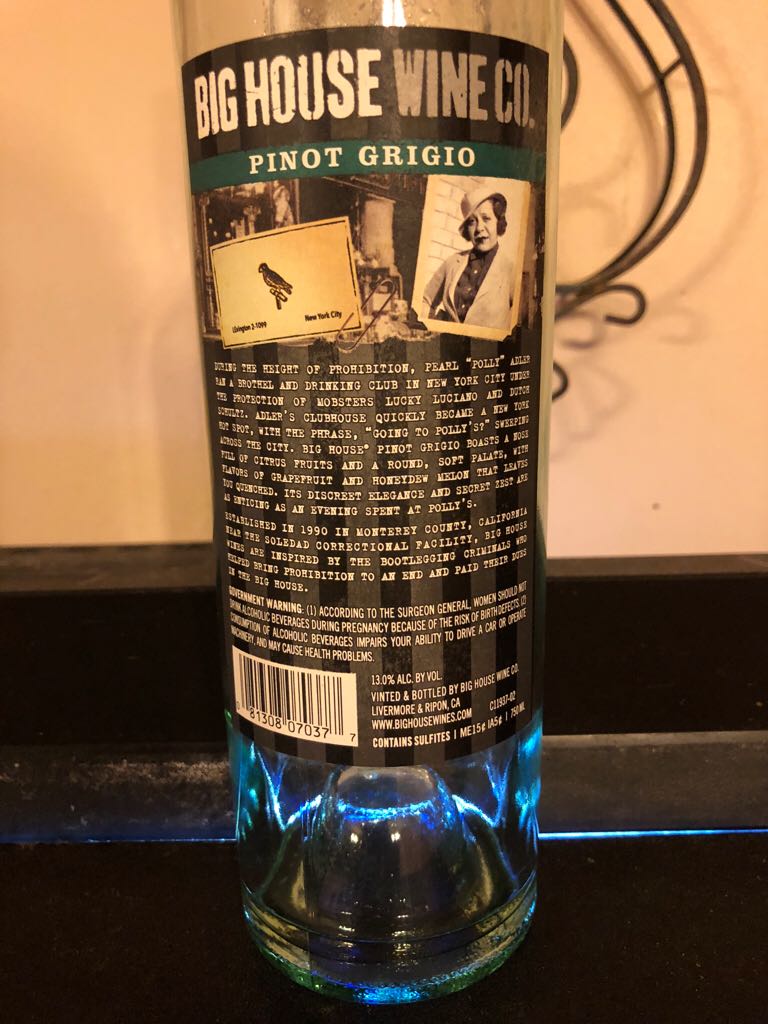 BIG HOUSE WINE CO.
PINOT GRIGIO
LExington 2-1099 New York City
DURING THE HEIGHT OF PROHIBITION, PEARL "POLLY" ADLER
RAN A BROTHEL AND DRINKING CLUB IN NEW YORK CITY UNDER
THE PROTECTION OF MOBSTERS LUCKY LUCIANO AND DUTCH
SCHULTZ. ADLER'S CLUBHOUSE QUICKLY BECAME A NEW YORK
HOT SPOT, WITH THE PHRASE, "GOING TO POLLY'S?" SWEEPING
ACROSS THE CITY. BIG HOUSE® PINOT GRIGIO BOASTS A NOSE
FULL OF CITRUS FRUITS AND A ROUND, SOFT PALATE, WITH
FLAVORS OF GRAPEFRUIT AND HONEYDEW MELON THAT LEAVES
YOU QUENCHED. ITS DISCREET ELEGANCE AND SECRET ZEST ARE
AS ENTICING AS AN EVENING SPENT AT POLLY'S.
ESTABLISHED IN 1990 IN MONTEREY COUNTY, CALIFORNIA
NEAR THE SOLEDAD CORRECTIONAL FACILITY, BIG HOUSE
WINES ARE INSPIRED BY THE BOOTLEGGING CRIMINALS WHO
HELPED BRING PROHIBITION TO AN END AND PAID THEIR DUES
IN THE BIG HOUSE.
GOVERNMENT WARNING: (1) ACCORDING TO THE SURGEON GENERAL, WOMEN SHOULD NOT
DRINK ALCOHOLIC BEVERAGES DURING PREGNANCY BECAUSE OF THE RISK OF BIRTH DEFECTS. (2)
CONSUMPTION OF ALCOHOLIC BEVERAGES IMPAIRS YOUR ABILITY TO DRIVE A CAR OR OPERATE
MACHINERY, AND MAY CAUSE HEALTH PROBLEMS.
13.0% ALC. BY VOL.
VINTED & BOTTLED BY BIG HOUSE WINE CO.
LIVERMORE & RIPON, CA C11937-02
WWW.BIGHOUSEWINES.COM
CONTAINS SULFITES | ME15¢ IA5¢ | 750 ML
0 81308 07037 7